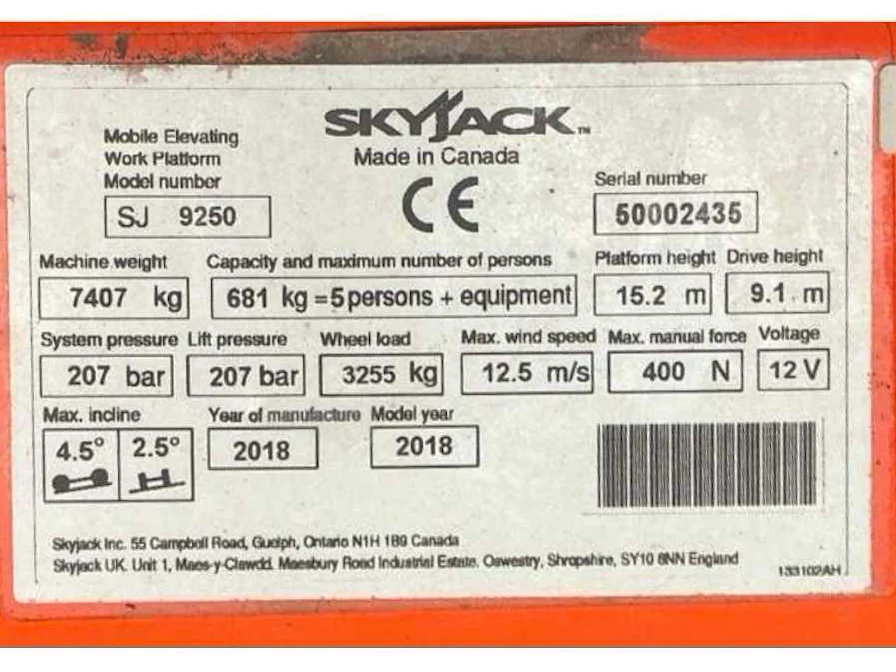 SKYJACK™
Made in Canada
CE
Mobile Elevating
Work Platform
Model number
SJ 9250
Serial number
50002435
Machine weight
7407 kg
Capacity and maximum number of persons
681 kg =5persons + equipment
Platform height
15.2 m
Drive height
9.1 m
System pressure
207 bar
Lift pressure
207 bar
Wheel load
3255 kg
Max. wind speed
12.5 m/s
Max. manual force
400 N
Voltage
12 V
Max. incline
4.5° 2.5°
Year of manufacture
2018
Model year
2018
Skyjack Inc. 55 Campbell Road, Guelph, Ontario N1H 1B9 Canada
Skyjack UK. Unit 1, Maes-y-Clawdd. Maesbury Road Industrial Estate. Oswestry, Shropshire, SY10 8NN England
133102AH